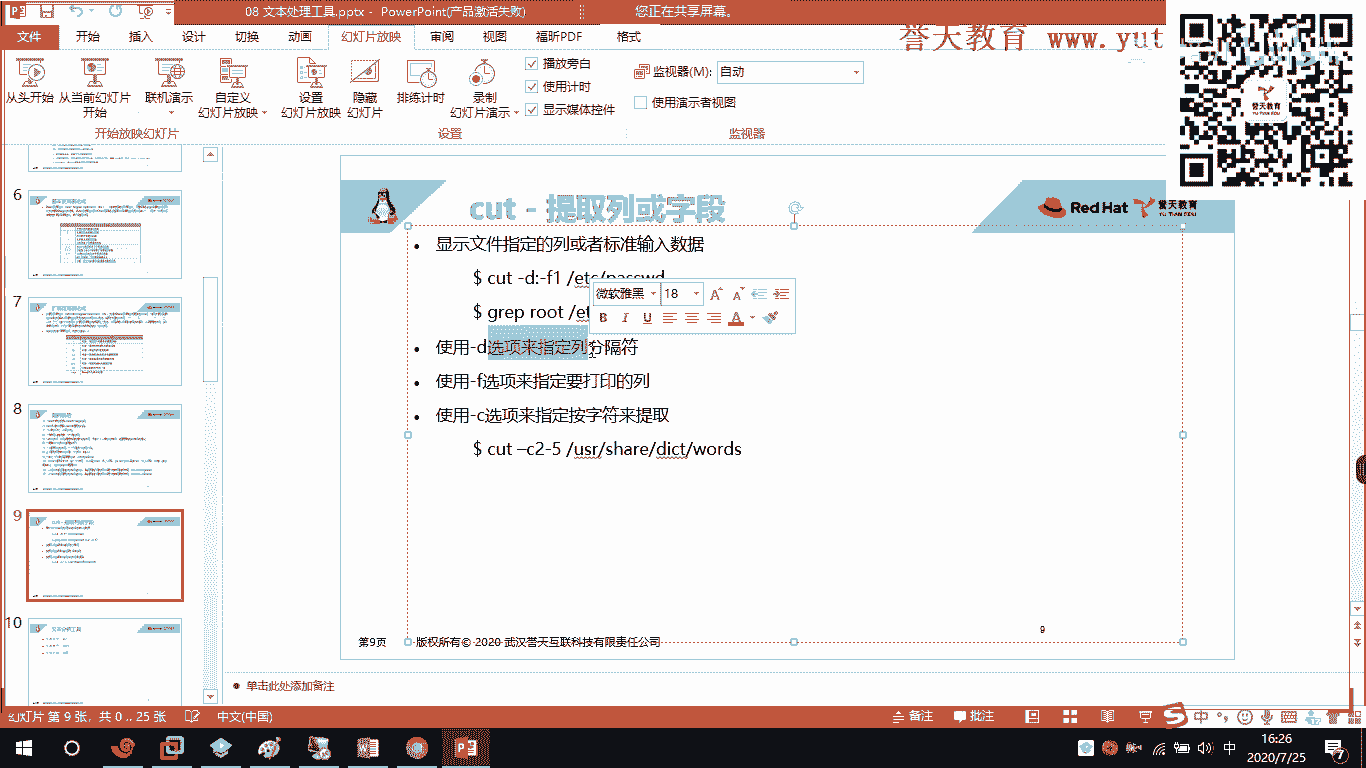 08 文本处理工具.pptx - PowerPoint(产品激活失败)
您正在共享屏幕。
文件 开始 插入 设计 切换 动画 幻灯片放映 审阅 视图 福昕PDF 格式
誉天教育 www.yut
从头开始
从当前幻灯片开始
联机演示
自定义幻灯片放映
设置幻灯片放映
隐藏幻灯片
排练计时
录制幻灯片演示
播放旁白
使用计时
显示媒体控件
监视器(M): 自动
使用演示者视图
开始放映幻灯片
设置
监视器
誉天教育
YU TIAN EDU
6
7
8
9
10
cut - 提取列或字段
Red Hat
誉天教育
YU TIAN EDU
• 显示文件指定的列或者标准输入数据
$ cut -d:-f1 /etc/passwd
$ grep root /et
微软雅黑 18
B I U A
• 使用-d选项来指定列分隔符
• 使用-f选项来指定要打印的列
• 使用-c选项来指定按字符来提取
$ cut –c2-5 /usr/share/dict/words
第9页
版权所有© 2020 武汉誉天互联科技有限责任公司
9
单击此处添加备注
幻灯片 第 9 张，共 0 .. 25 张
中文(中国)
备注
批注
中
中
16:26
2020/7/25
7